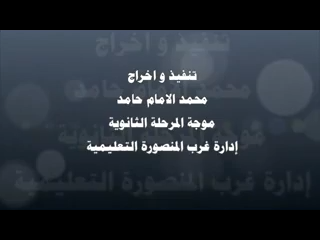 تنفيذ و اخراج
محمد الامام حامد
موجة المرحلة الثانوية
إدارة غرب المنصورة التعليمية